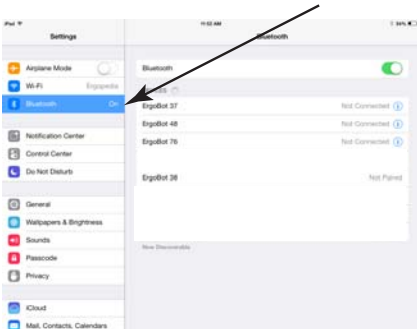 iPad 11:52 AM
Settings Bluetooth
Airplane Mode
Wi-Fi Ergopedia
Bluetooth On
Notification Center
Control Center
Do Not Disturb
General
Wallpapers & Brightness
Sounds
Passcode
Privacy
iCloud
Mail, Contacts, Calendars
Bluetooth
ErgoBot 37 Not Connected
ErgoBot 48 Not Connected
ErgoBot 76 Not Connected
ErgoBot 38 Not Paired
Now Discoverable